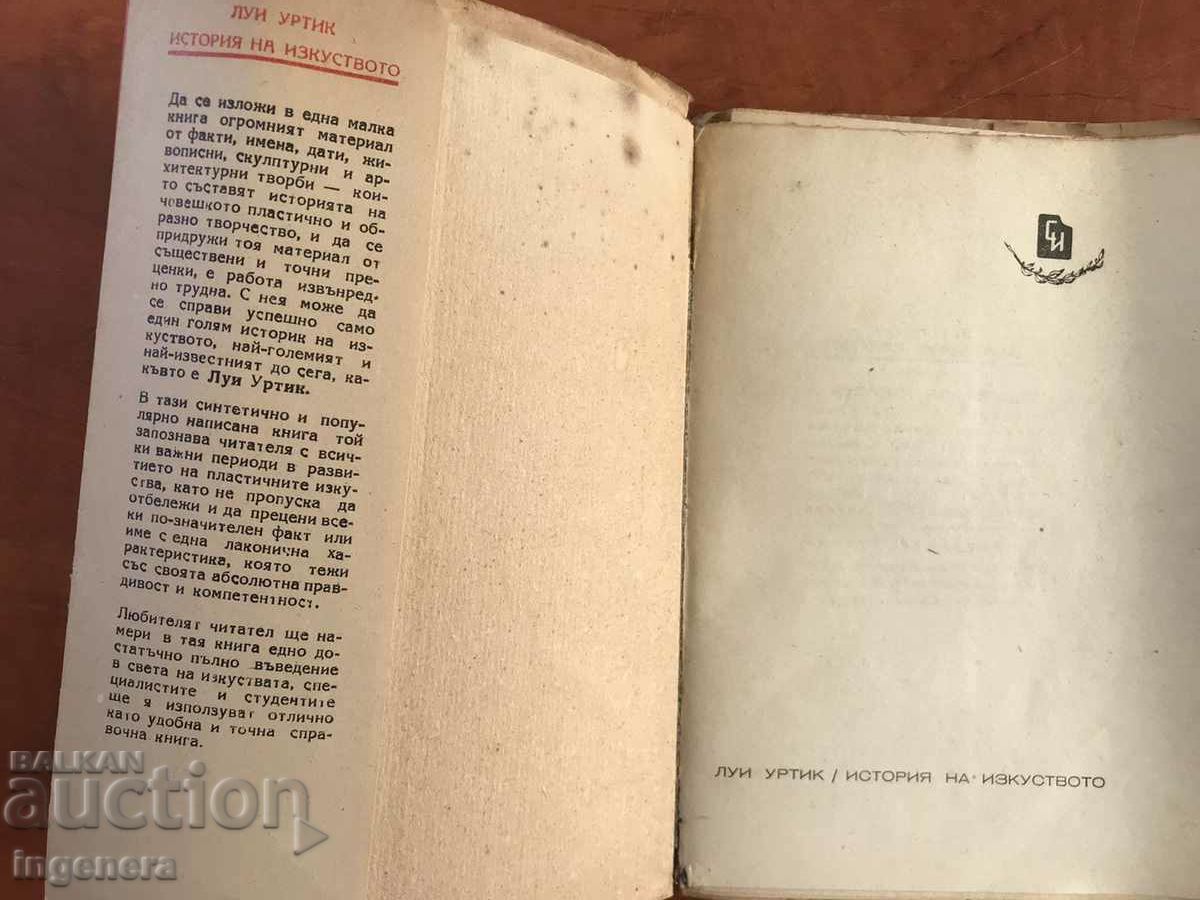 ЛУИ УРТИК
ИСТОРИЯ НА ИЗКУСТВОТО
Да се изложи в една малка
книга огромният материал
от факти, имена, дати, жи-
вописни, скулптурни и ар-
хитектурни творби — кои-
то съставят историята на
човешкото пластично и об-
разно творчество, и да се
придружи тоя материал от
съществени и точни пре-
ценки, е работа извънред-
но трудна. С нея може да
се справи успешно само
един голям историк на из-
куството, най-големият и
най-известният до сега, ка-
къвто е Луи Уртик.
В тази синтетично и попу-
лярно написана книга той
запознава читателя с всич-
ки важни периоди в разви-
тието на пластичните изку-
ства, като не пропуска да
отбележи и да прецени все-
ки по-значителен факт или
име с една лаконична ха-
рактеристика, която тежи
със своята абсолютна прав-
дивост и компетентност.
Любителят читател ще на-
мери в тая книга едно до-
статъчно пълно въведение
в света на изкуствата, спе-
циалистите и студентите
ще я използуват отлично
като удобна и точна спра-
вочна книга.
СИ
ЛУИ УРТИК / ИСТОРИЯ НА ИЗКУСТВОТО
BALKAN
auction
ingenera